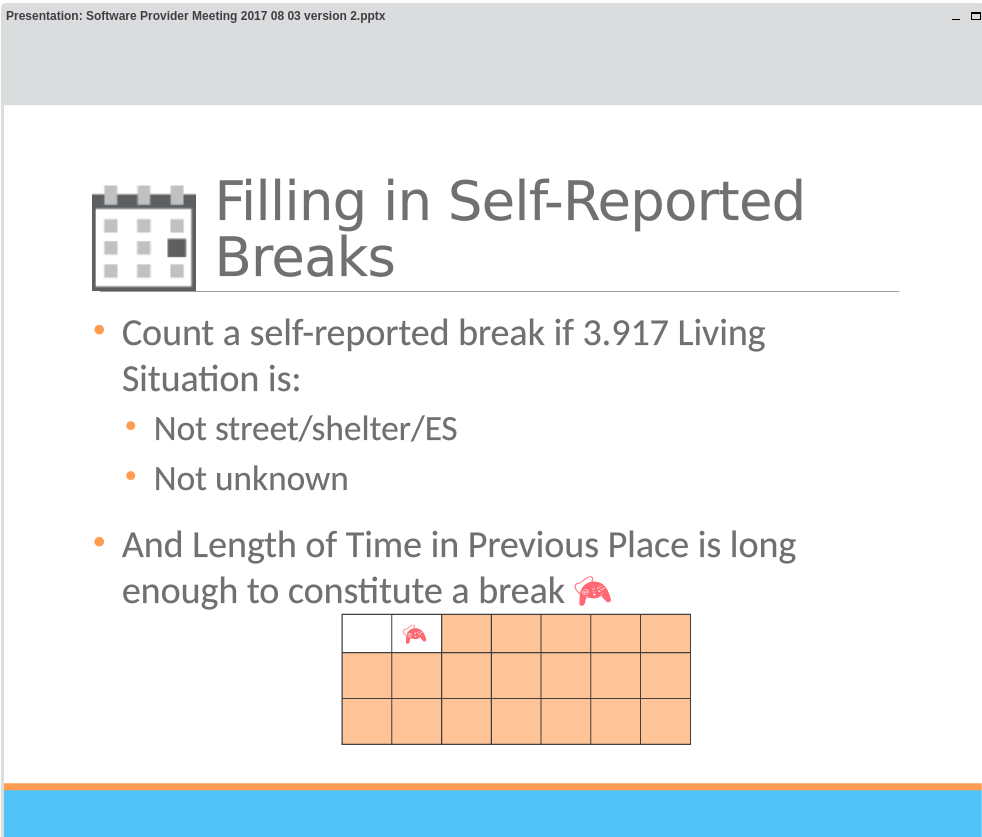 Presentation: Software Provider Meeting 2017 08 03 version 2.pptx
Filling in Self-Reported
Breaks
• Count a self-reported break if 3.917 Living
Situation is:
• Not street/shelter/ES
• Not unknown
• And Length of Time in Previous Place is long
enough to constitute a break